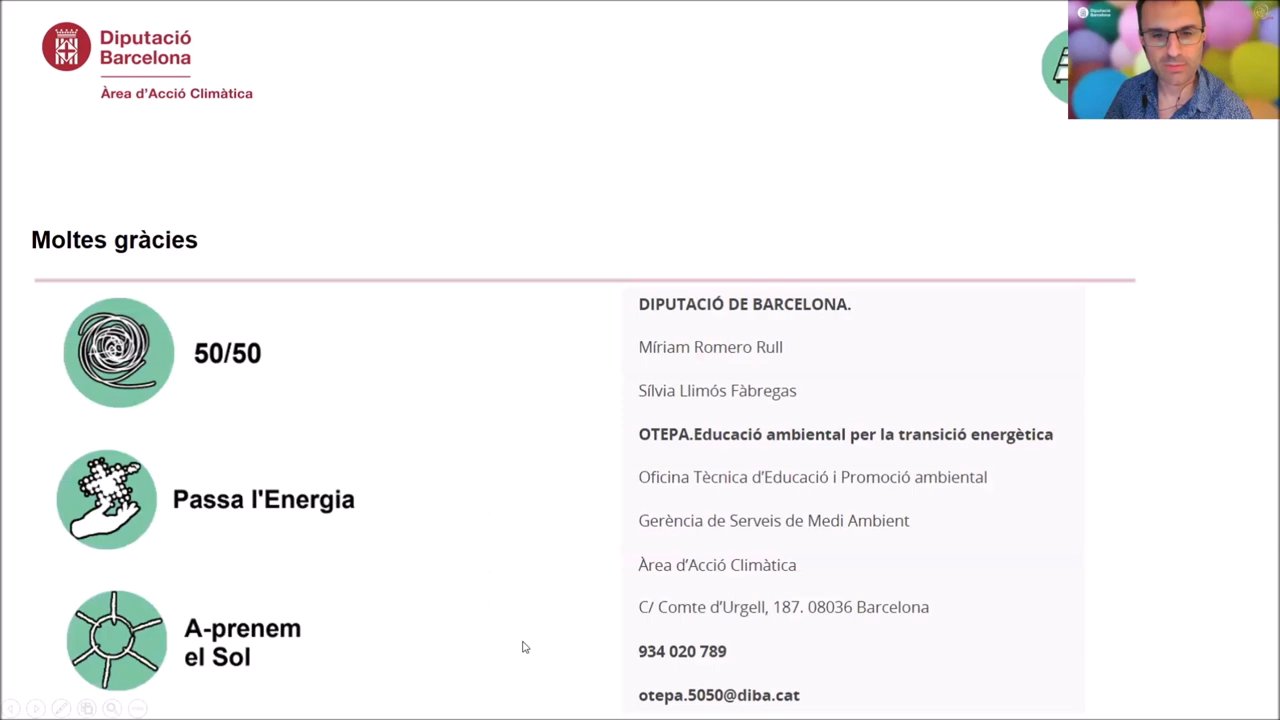 Diputació
Barcelona
Àrea d'Acció Climàtica
Diputació
Barcelona
Moltes gràcies
50/50
Passa l'Energia
A-prenem
el Sol
DIPUTACIÓ DE BARCELONA.
Míriam Romero Rull
Sílvia Llimós Fàbregas
OTEPA.Educació ambiental per la transició energètica
Oficina Tècnica d’Educació i Promoció ambiental
Gerència de Serveis de Medi Ambient
Àrea d’Acció Climàtica
C/ Comte d’Urgell, 187. 08036 Barcelona
934 020 789
otepa.5050@diba.cat